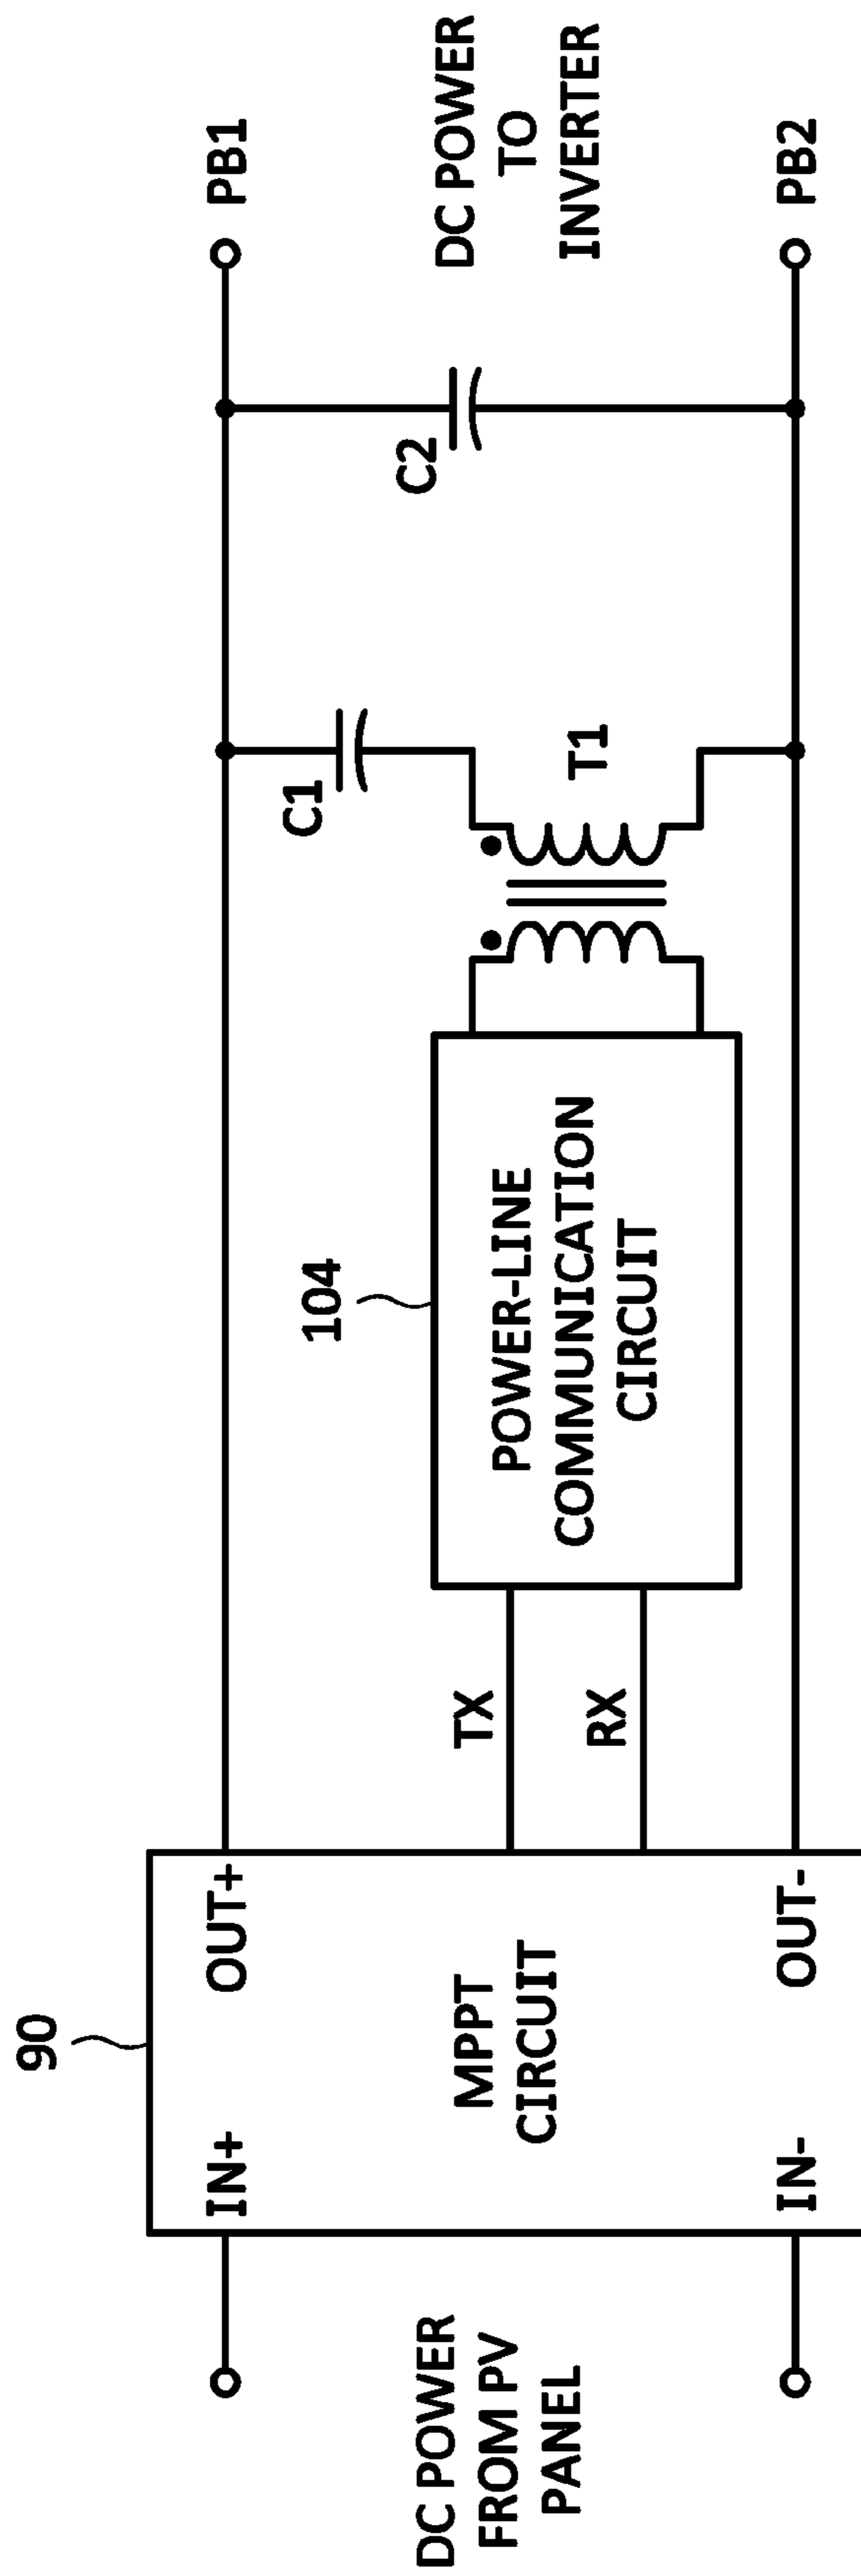 90
IN+
OUT+
MPPT
CIRCUIT
IN-
OUT-
DC POWER
FROM PV
PANEL
TX
RX
104
POWER-LINE
COMMUNICATION
CIRCUIT
C1
T1
C2
PB1
DC POWER
TO
INVERTER
PB2